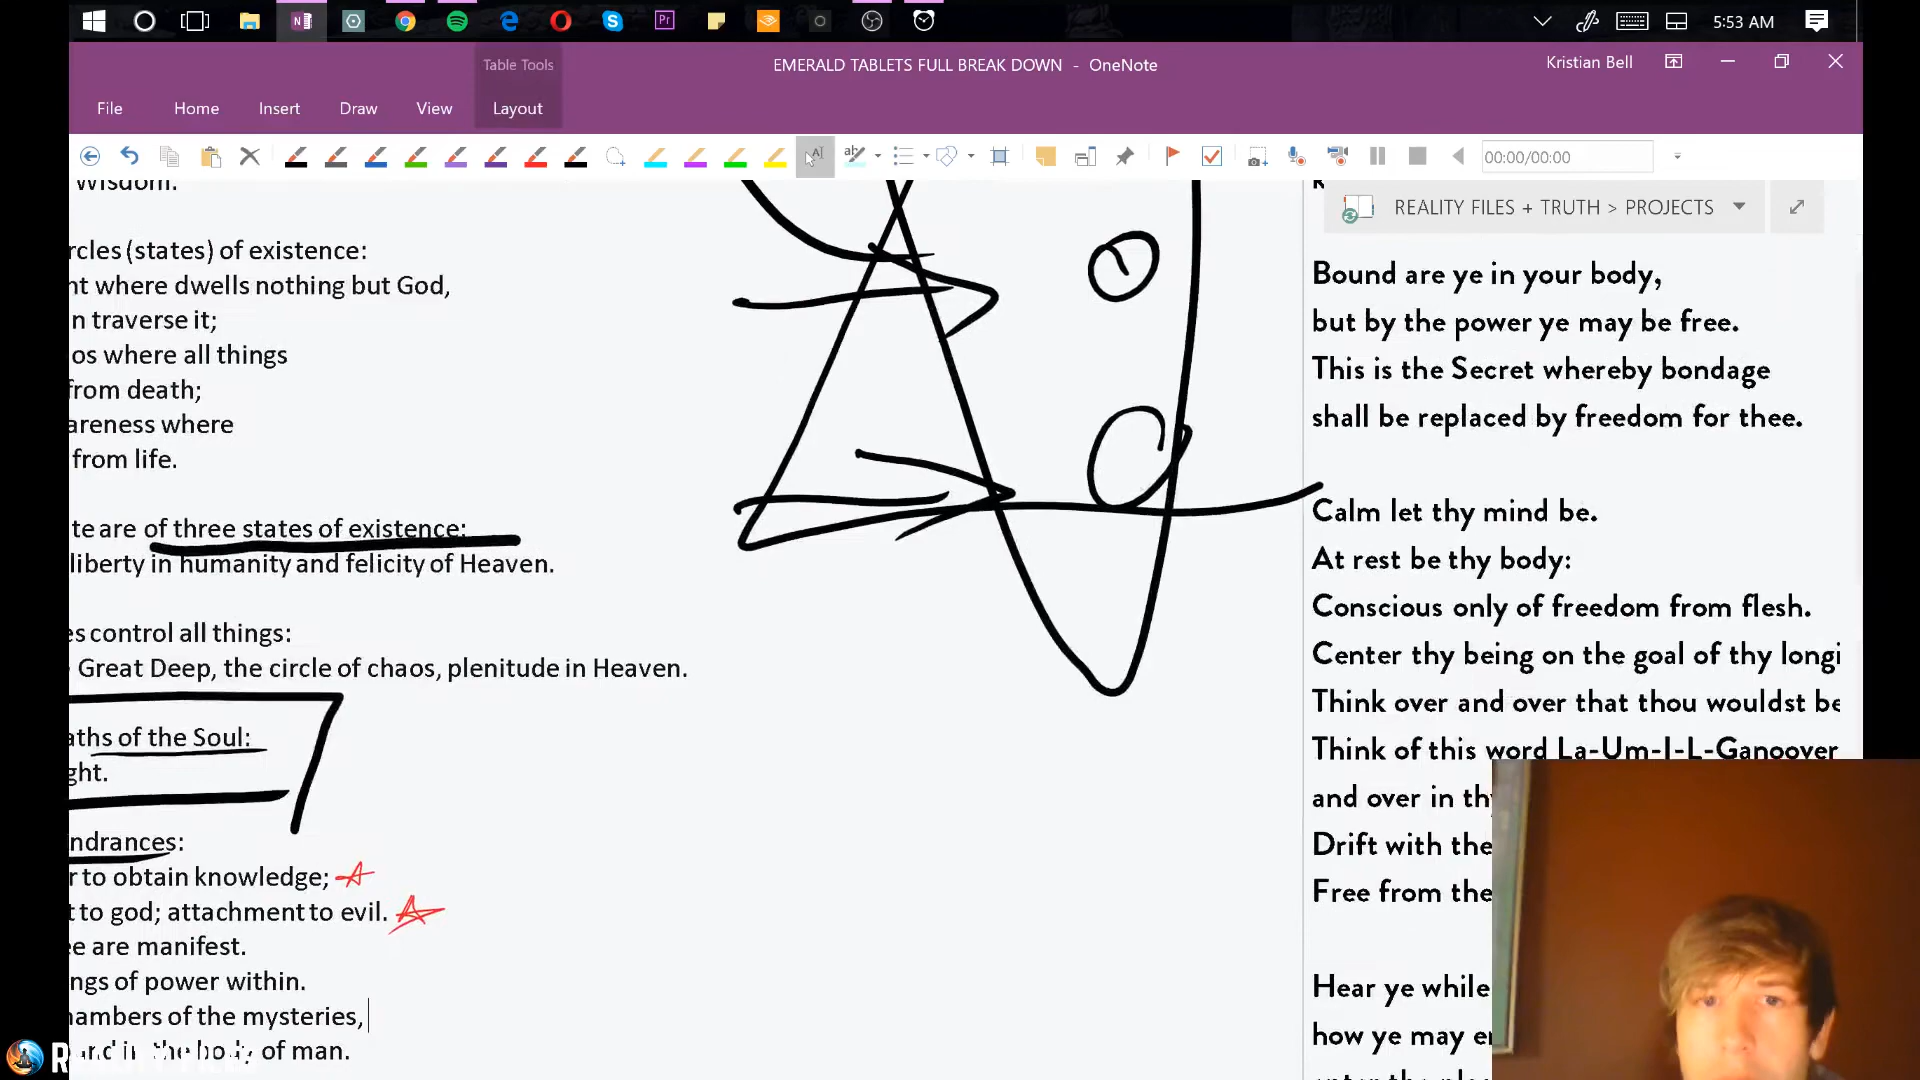 5:53 AM
Table Tools
EMERALD TABLETS FULL BREAK DOWN - OneNote
Kristian Bell
File Home Insert Draw View Layout
00:00/00:00
Wisdom.
rcles (states) of existence:
nt where dwells nothing but God,
n traverse it;
os where all things
from death;
areness where
from life.
te are of three states of existence:
liberty in humanity and felicity of Heaven.
es control all things:
Great Deep, the circle of chaos, plenitude in Heaven.
aths of the Soul:
ght.
ndrances:
r to obtain knowledge;
t to god; attachment to evil.
ee are manifest.
ngs of power within.
hambers of the mysteries,
of man.
REALITY FILES + TRUTH > PROJECTS
Bound are ye in your body,
but by the power ye may be free.
This is the Secret whereby bondage
shall be replaced by freedom for thee.
Calm let thy mind be.
At rest be thy body:
Conscious only of freedom from flesh.
Center thy being on the goal of thy longi
Think over and over that thou wouldst be
Think of this word La-Um-I-L-Ganoover
and over in thy
Drift with the
Free from the
Hear ye while
how ye may e